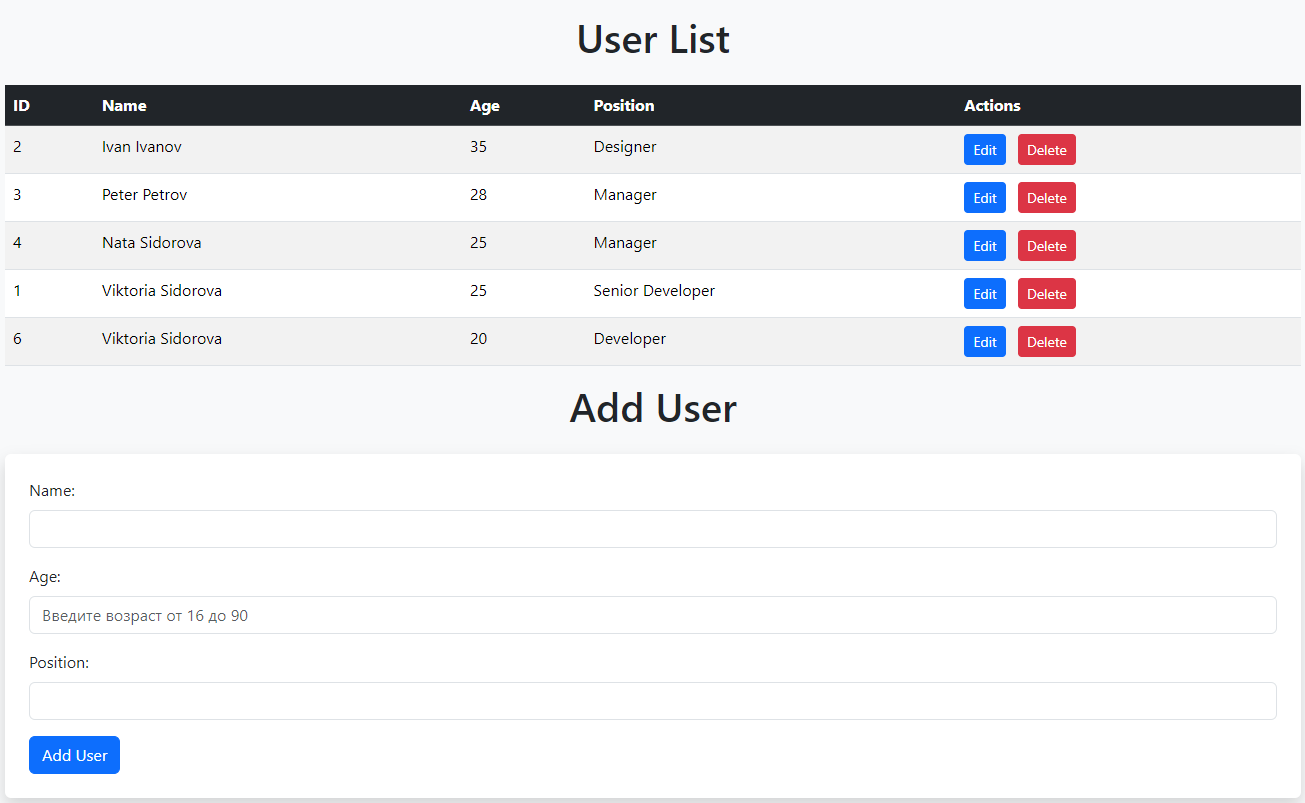 User List
ID Name Age Position Actions
2 Ivan Ivanov 35 Designer Edit Delete
3 Peter Petrov 28 Manager Edit Delete
4 Nata Sidorova 25 Manager Edit Delete
1 Viktoria Sidorova 25 Senior Developer Edit Delete
6 Viktoria Sidorova 20 Developer Edit Delete
Add User
Name:
Age:
Введите возраст от 16 до 90
Position:
Add User